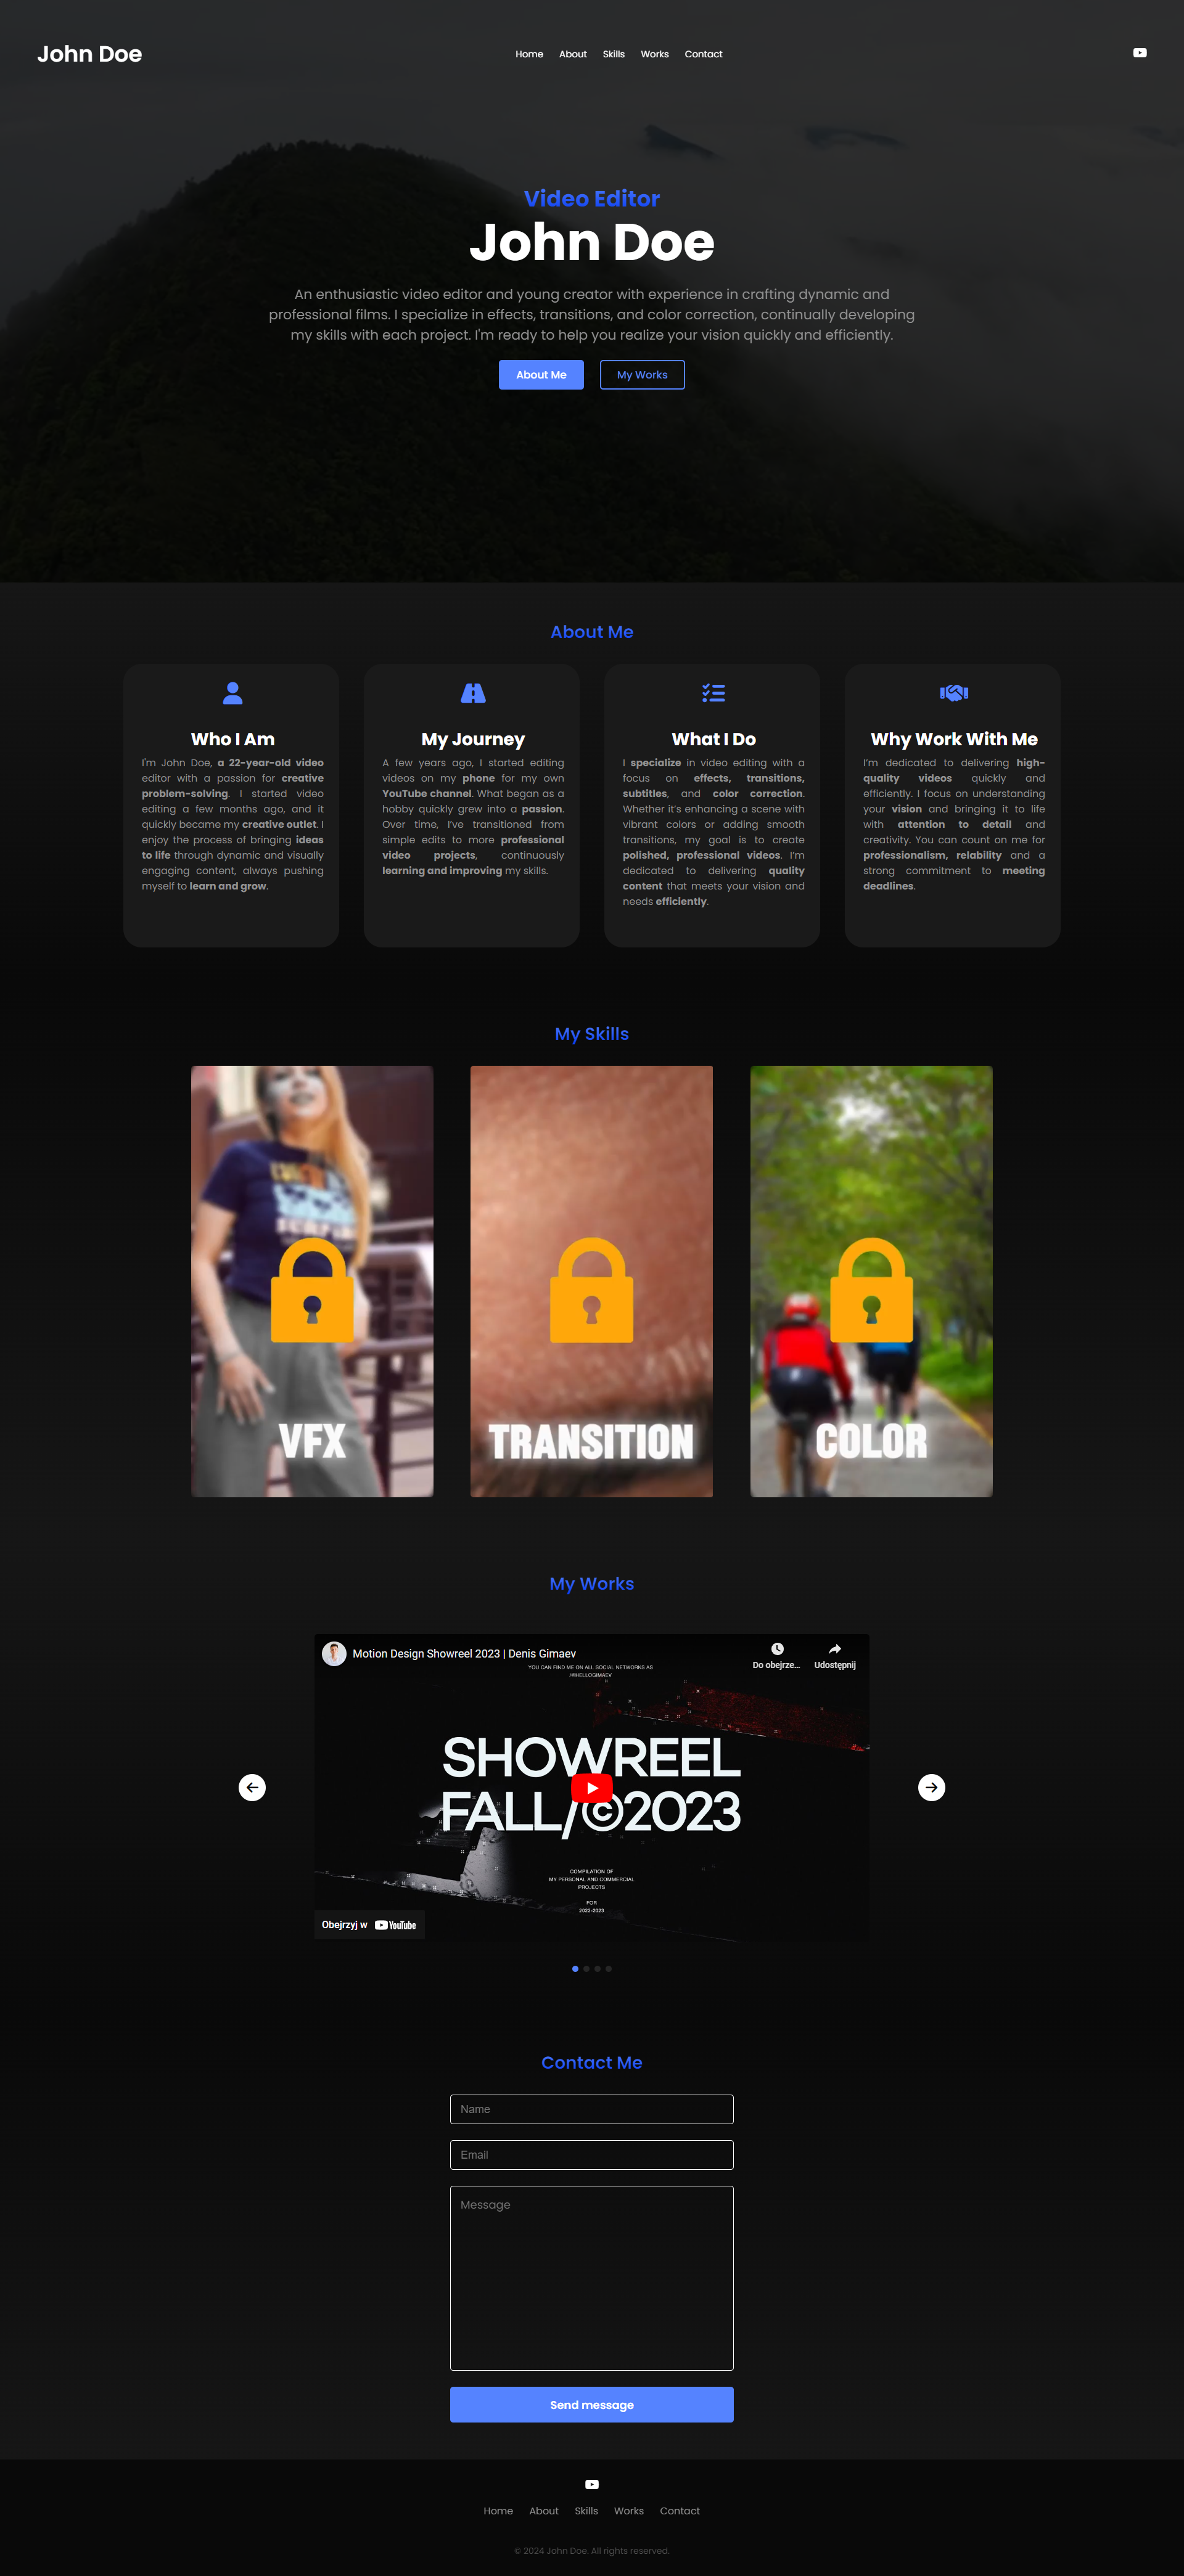 John Doe
Home About Skills Works Contact
Video Editor
John Doe
An enthusiastic video editor and young creator with experience in crafting dynamic and
professional films. I specialize in effects, transitions, and color correction, continually developing
my skills with each project. I'm ready to help you realize your vision quickly and efficiently.
About Me
My Works
About Me
Who I Am
I'm John Doe, a 22-year-old video
editor with a passion for creative
problem-solving. I started video
editing a few months ago, and it
quickly became my creative outlet. I
enjoy the process of bringing ideas
to life through dynamic and visually
engaging content, always pushing
myself to learn and grow.
My Journey
A few years ago, I started editing
videos on my phone for my own
YouTube channel. What began as a
hobby quickly grew into a passion.
Over time, I've transitioned from
simple edits to more professional
video projects, continuously
learning and improving my skills.
What I Do
I specialize in video editing with a
focus on effects, transitions,
subtitles, and color correction.
Whether it's enhancing a scene with
vibrant colors or adding smooth
transitions, my goal is to create
polished, professional videos. I'm
dedicated to delivering quality
content that meets your vision and
needs efficiently.
Why Work With Me
I'm dedicated to delivering high-
quality videos quickly and
efficiently. I focus on understanding
your vision and bringing it to life
with attention to detail and
creativity. You can count on me for
professionalism, relability and a
strong commitment to meeting
deadlines.
My Skills
VFX
TRANSITION
COLOR
My Works
Motion Design Showreel 2023 | Denis Gimaev
Do obejrze...
Udostępnij
YOU CAN FIND ME ON ALL SOCIAL NETWORKS AS
@HELLOGIMAEV
SHOWREEL
FALL/©2023
COMPILATION OF
MY PERSONAL AND COMMERCIAL
PROJECTS
FOR
2022-2023
Obejrzyj w YouTube
Contact Me
Name
Email
Message
Send message
Home About Skills Works Contact
© 2024 John Doe. All rights reserved.